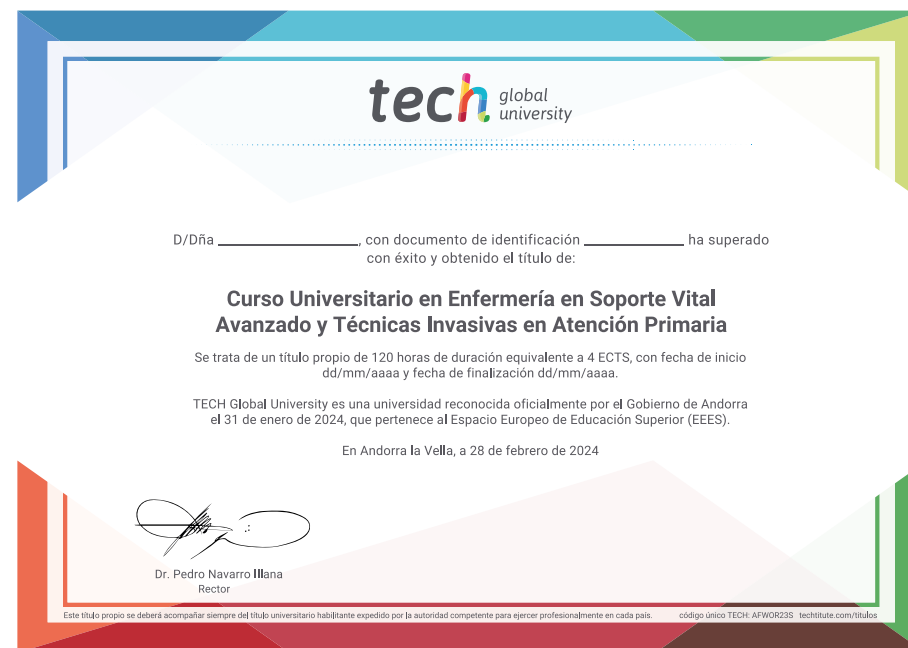 tech global university
D/Dña ______________, con documento de identificación __________ ha superado
con éxito y obtenido el título de:
Curso Universitario en Enfermería en Soporte Vital
Avanzado y Técnicas Invasivas en Atención Primaria
Se trata de un título propio de 120 horas de duración equivalente a 4 ECTS, con fecha de inicio
dd/mm/aaaa y fecha de finalización dd/mm/aaaa.
TECH Global University es una universidad reconocida oficialmente por el Gobierno de Andorra
el 31 de enero de 2024, que pertenece al Espacio Europeo de Educación Superior (EEES).
En Andorra la Vella, a 28 de febrero de 2024
Dr. Pedro Navarro Illana
Rector
Este título propio se deberá acompañar siempre del título universitario habilitante expedido por la autoridad competente para ejercer profesionalmente en cada país. código único TECH: AFWOR23S techtitute.com/titulos